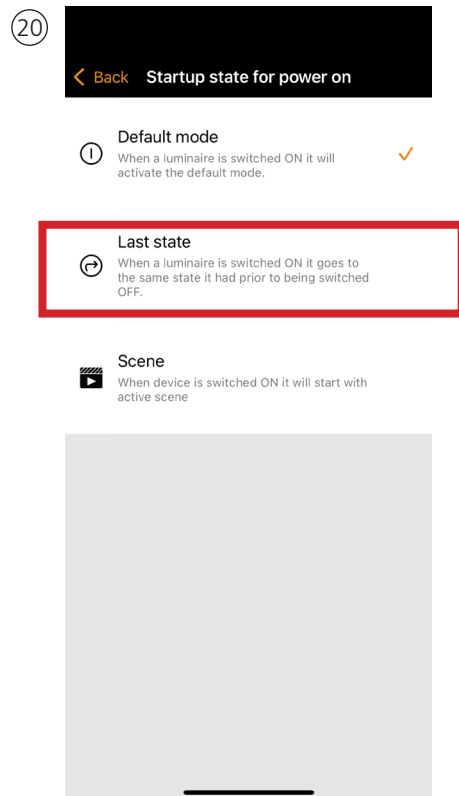 20
Back Startup state for power on
Default mode
When a luminaire is switched ON it will
activate the default mode.
Last state
When a luminaire is switched ON it goes to
the same state it had prior to being switched
OFF.
Scene
When device is switched ON it will start with
active scene